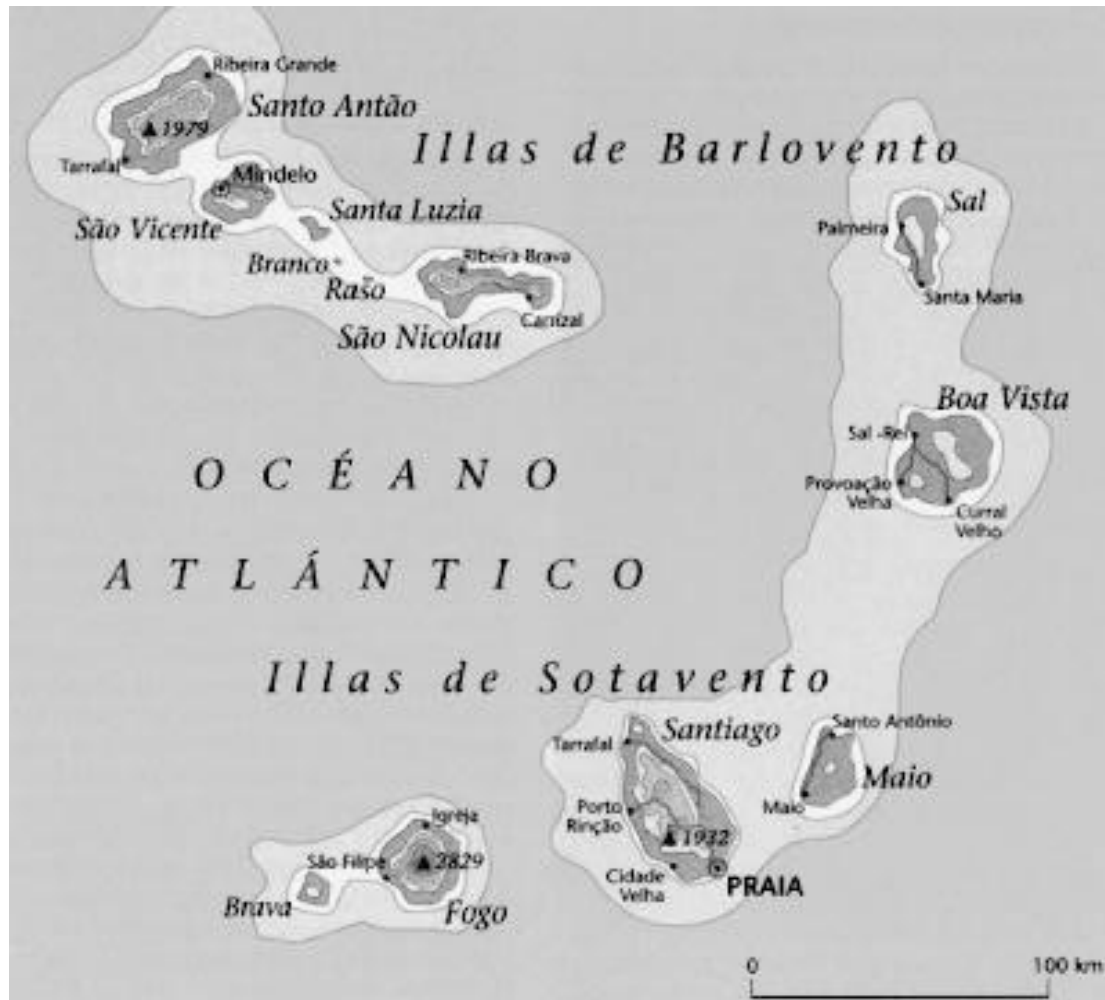 Ribeira Grande
Santo Antão
1979
Illas de Barlovento
Tarrafal
Mindelo
Sal
Santa Luzia
São Vicente
Palmeira
Branco
Ribeira Brava
Raso
Santa Maria
Canizal
São Nicolau
Boa Vista
Sal -Rei
OCÉANO
Provoação
Velha
Curral
Velho
ATLÁNTICO
Illas de Sotavento
Santiago
Santo Antônio
Tarrafal
Maio
Maio
Porto
Rinção
Igreja
1932
São Filipe
2829
Cidade
Velha
PRAIA
Brava
Fogo
0
100 km